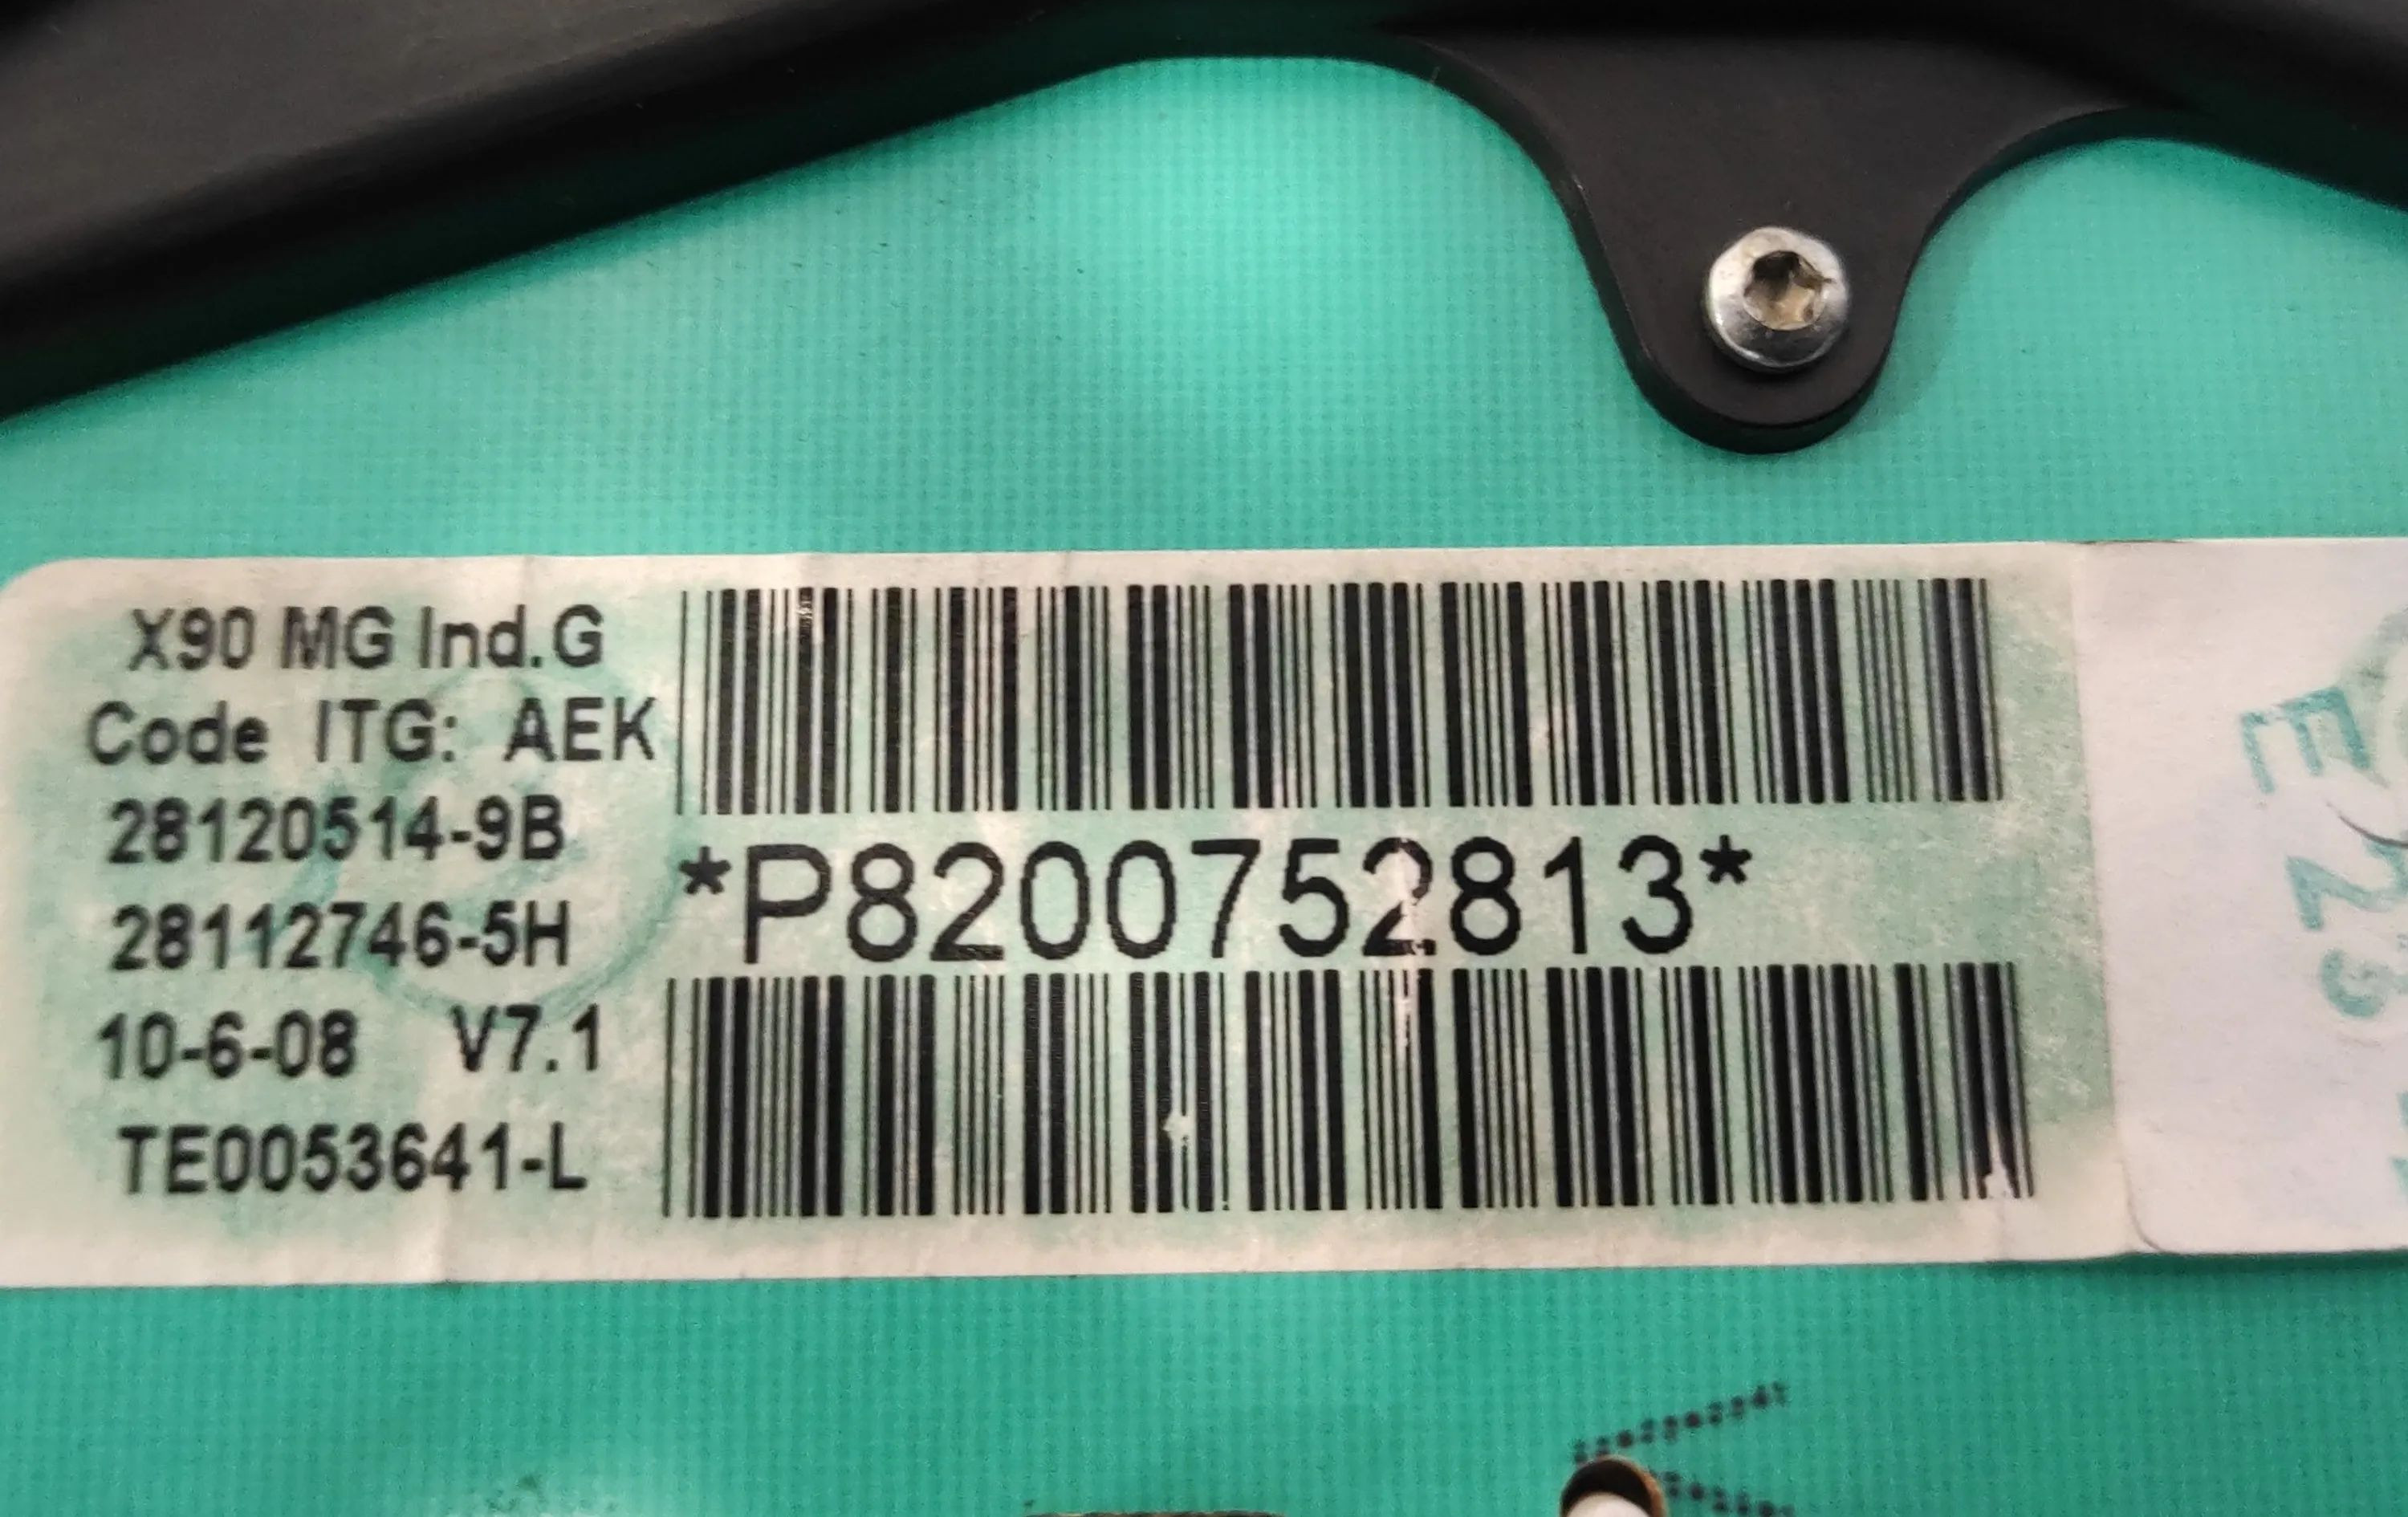 X90 MG Ind.G
Code ITG: AEK
28120514-9B
28112746-5H
10-6-08 V7.1
TE0053641-L
*P8200752813*